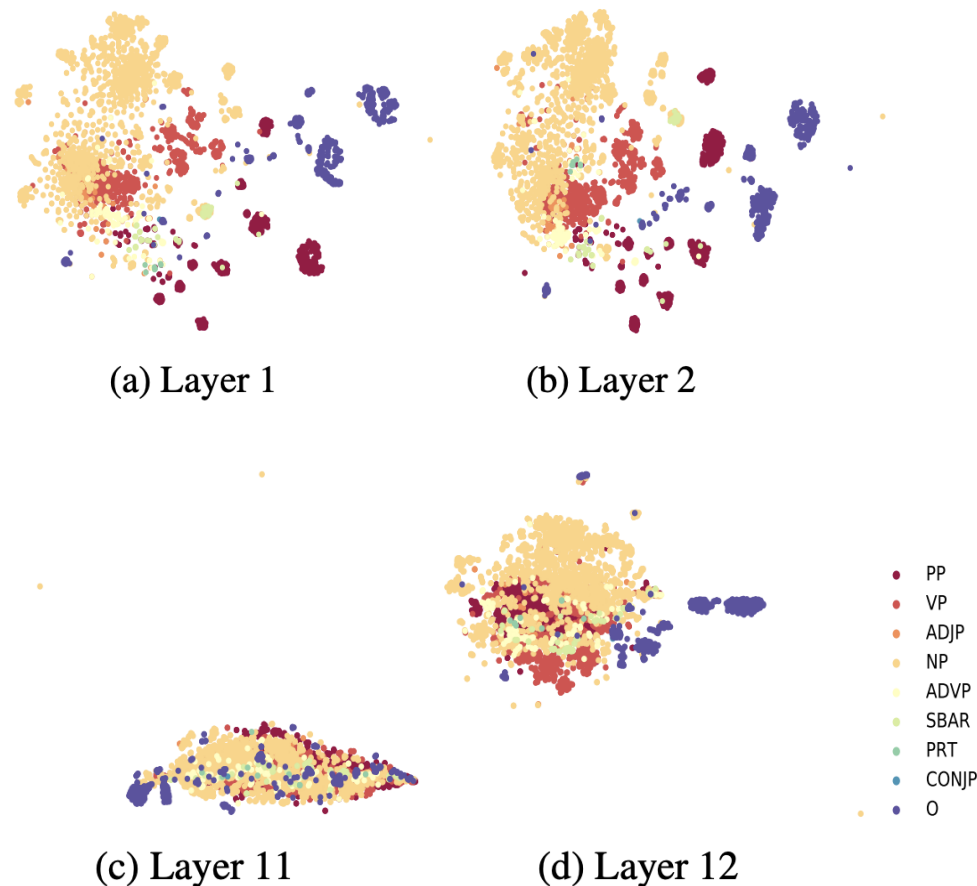 (a) Layer 1
(b) Layer 2
PP
VP
ADJP
NP
ADVP
SBAR
PRT
CONJP
O
(c) Layer 11
(d) Layer 12